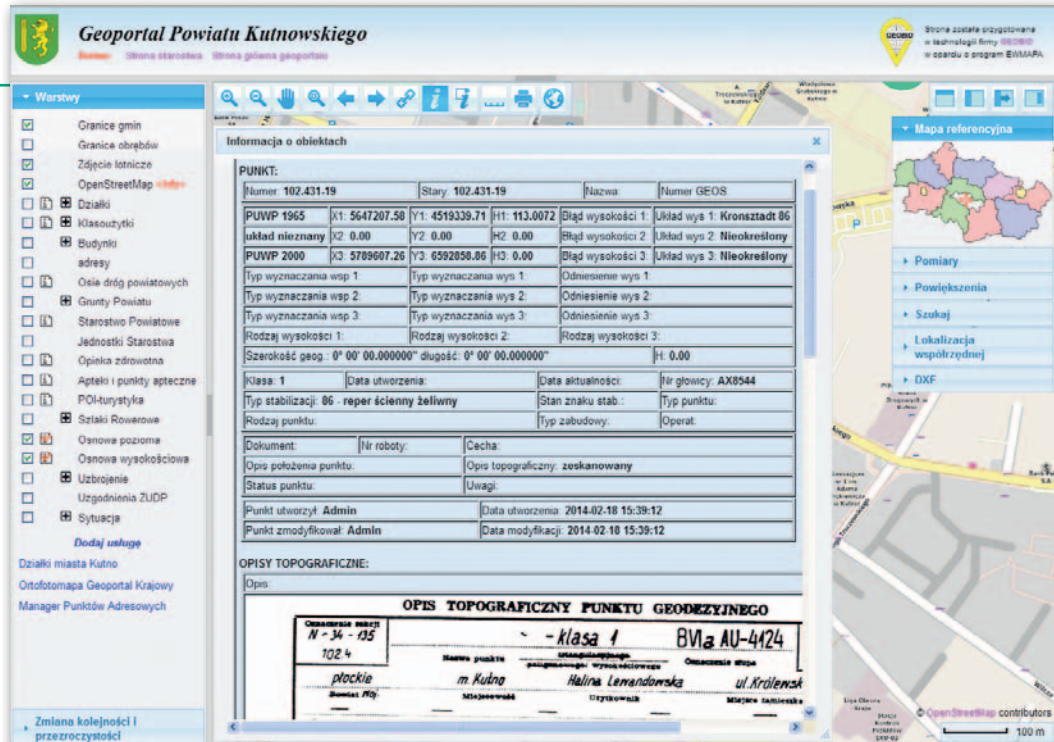 Geoportal Powiatu Kutnowskiego
Strona starostwa Strona główna geoportalu
GEOBID
Strona została przygotowana
w technologii firmy GEOBID
w oparciu o program EWMAPA
Warstwy
Granice gmin
Granice obrębów
Zdjęcie lotnicze
OpenStreetMap
Działki
Klasoużytki
Budynki
adresy
Osie dróg powiatowych
Grunty Powiatu
Starostwo Powiatowe
Jednostki Starostwa
Opieka zdrowotna
Apteki i punkty apteczne
POI-turystyka
Szlaki Rowerowe
Osnowa pozioma
Osnowa wysokościowa
Uzbrojenie
Uzgodnienia ZUDP
Sytuacja
Dodaj usługę
Działki miasta Kutno
Ortofotomapa Geoportal Krajowy
Manager Punktów Adresowych
Zmiana kolejności i
przezroczystości
Informacja o obiektach
PUNKT:
Numer: 102.431-19 Stary: 102.431-19 Nazwa: Numer GEOS
PUWP 1965 X1: 5647207.58 Y1: 4519339.71 H1: 113.0072 Błąd wysokości 1: Układ wys 1: Kronsztadt 86
układ nieznany X2: 0.00 Y2: 0.00 H2: 0.00 Błąd wysokości 2: Układ wys 2: Nieokreślony
PUWP 2000 X3: 5789607.26 Y3: 6592858.86 H3: 0.00 Błąd wysokości 3: Układ wys 3: Nieokreślony
Typ wyznaczania wsp 1: Typ wyznaczania wys 1: Odniesienie wys 1:
Typ wyznaczania wsp 2: Typ wyznaczania wys 2: Odniesienie wys 2:
Typ wyznaczania wsp 3: Typ wyznaczania wys 3: Odniesienie wys 3:
Rodzaj wysokości 1: Rodzaj wysokości 2: Rodzaj wysokości 3:
Szerokość geog.: 0° 00' 00.000000" długość: 0° 00' 00.000000" H: 0.00
Klasa: 1 Data utworzenia: Data aktualności: Nr głowicy: AX8544
Typ stabilizacji: 86 - reper ścienny żeliwny Stan znaku stab.: Typ punktu:
Rodzaj punktu: Typ zabudowy: Operat:
Dokument: Nr roboty: Cecha:
Opis położenia punktu: Opis topograficzny: zeskanowany
Status punktu: Uwagi:
Punkt utworzył: Admin Data utworzenia: 2014-02-18 15:39:12
Punkt zmodyfikował: Admin Data modyfikacji: 2014-02-18 15:39:12
OPISY TOPOGRAFICZNE:
Opis:
OPIS TOPOGRAFICZNY PUNKTU GEODEZYJNEGO
Oznaczenie sekcji
N-34-135
102.4
- - klasa 1 BVIa AU-4124
Nazwa punktu wysokościowego Oznaczenie słupa
płockie m. Kutno Halina Lewandowska ul. Królewsk
Miejscowość Użytkownik Miejsce zamieszka
Mapa referencyjna
Pomiary
Powiększenia
Szukaj
Lokalizacja
współrzędnej
DXF
© OpenStreetMap contributors
100 m